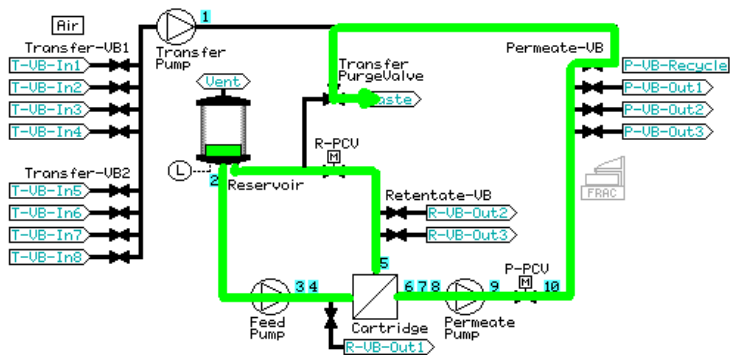 1
Air
Transfer-VB1
Transfer
Pump
Permeate-VB
T-VB-In1
T-VB-In2
T-VB-In3
T-VB-In4
Vent
Transfer
PurgeValve
P-VB-Recycle
P-VB-Out1
P-VB-Out2
P-VB-Out3
R-PCV
M
L
Transfer-VB2
2
Reservoir
FRAC
T-VB-In5
T-VB-In6
T-VB-In7
T-VB-In8
Retentate-VB
R-VB-Out2
R-VB-Out3
5
P-PCV
M
3 4
6 7 8
9
10
Feed
Pump
Cartridge
Permeate
Pump
R-VB-Out1